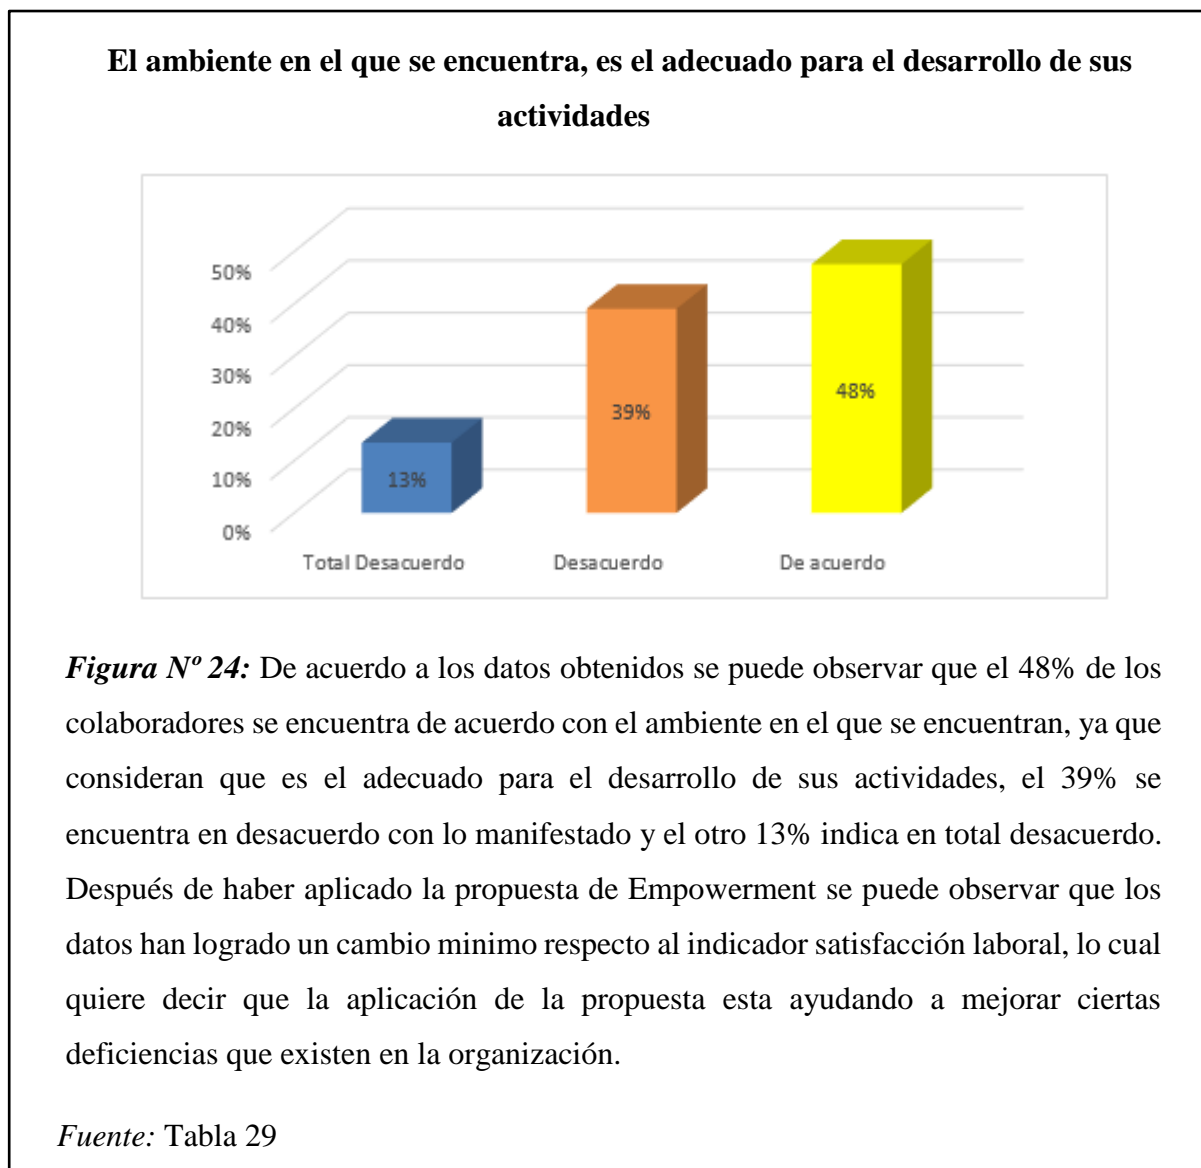 El ambiente en el que se encuentra, es el adecuado para el desarrollo de sus
actividades
50%
40%
30%
20%
10%
0%
13%
39%
48%
Total Desacuerdo
Desacuerdo
De acuerdo
Figura Nº 24: De acuerdo a los datos obtenidos se puede observar que el 48% de los
colaboradores se encuentra de acuerdo con el ambiente en el que se encuentran, ya que
consideran que es el adecuado para el desarrollo de sus actividades, el 39% se
encuentra en desacuerdo con lo manifestado y el otro 13% indica en total desacuerdo.
Después de haber aplicado la propuesta de Empowerment se puede observar que los
datos han logrado un cambio minimo respecto al indicador satisfacción laboral, lo cual
quiere decir que la aplicación de la propuesta esta ayudando a mejorar ciertas
deficiencias que existen en la organización.
Fuente: Tabla 29